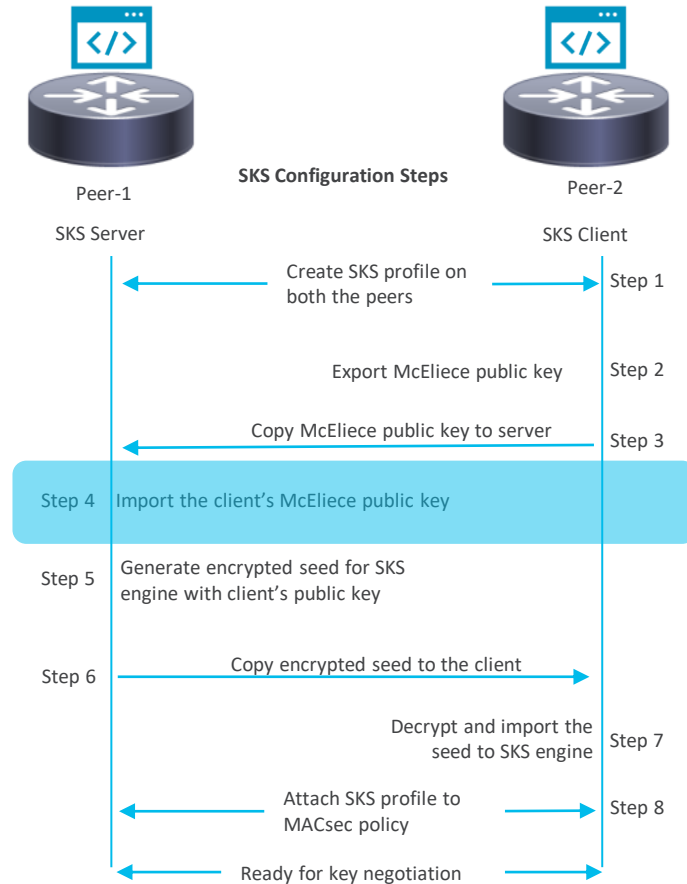 </>
</>
SKS Configuration Steps
Peer-1
Peer-2
SKS Server
SKS Client
Create SKS profile on
both the peers
Step 1
Export McEliece public key
Step 2
Copy McEliece public key to server
Step 3
Step 4
Import the client's McEliece public key
Step 5
Generate encrypted seed for SKS
engine with client's public key
Step 6
Copy encrypted seed to the client
Decrypt and import the
seed to SKS engine
Step 7
Attach SKS profile to
MACsec policy
Step 8
Ready for key negotiation